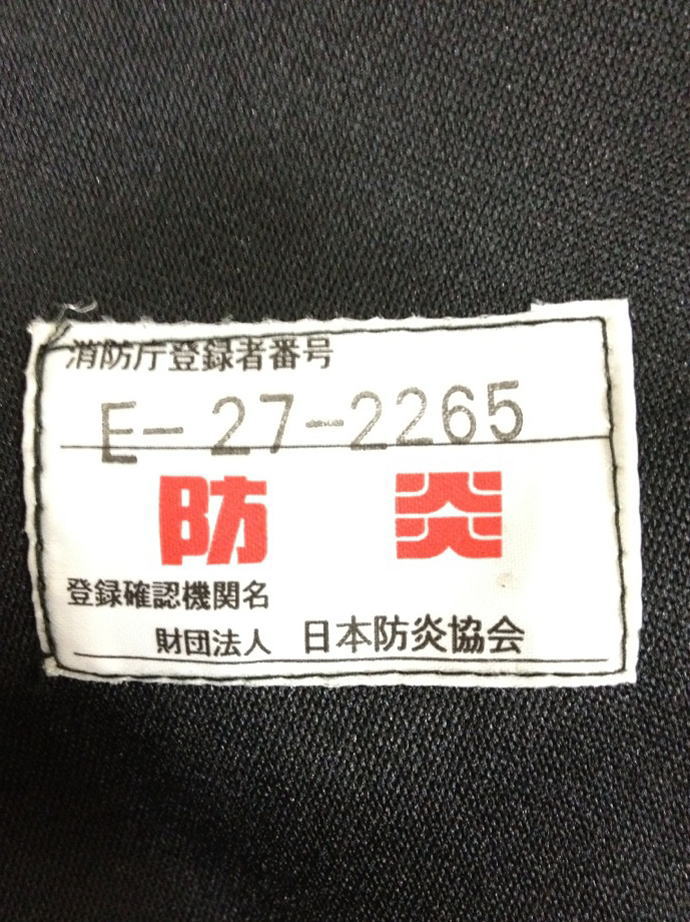 消防庁登録者番号
E-27-2265
防炎
登録確認機関名
財団法人 日本防炎協会